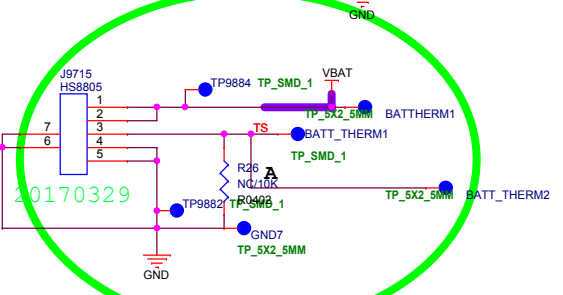 GND
J9715
HS8805
1
2
3
4
5
7
6
TP9884
TP_SMD_1
VBAT
TP_5X2_5MM
BATTHERM1
TS
BATT_THERM1
TP_SMD_1
R26
A
NC/10K
R0402
TP_5X2_5MM
BATT_THERM2
20170329
TP9882
TP_SMD_1
GND7
TP_5X2_5MM
GND